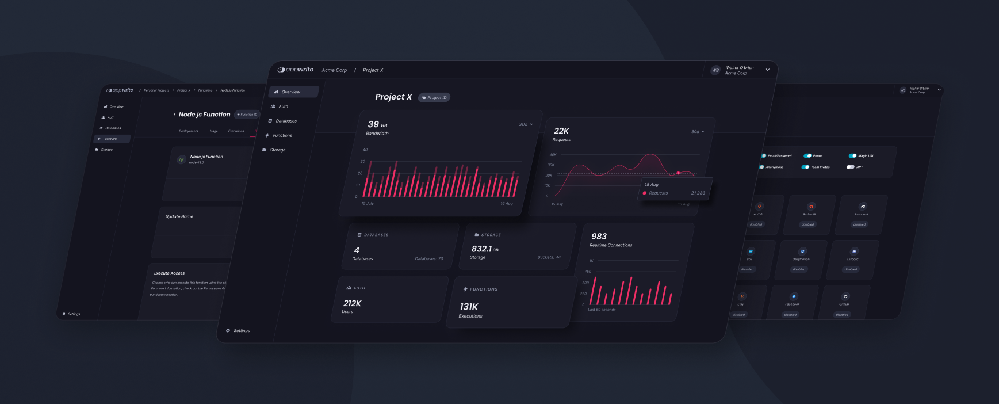 appwrite / Personal Projects / Project X / Functions / Node.js Function
Overview
Auth
Databases
Functions
Storage
Settings
Node.js Function Function ID
Deployments Usage Executions
Node.js Function
node-18.0
Update Name
Execute Access
Choose who can execute this function using the
For more information, check out the Permissions
our documentation.
appwrite Acme Corp / Project X
WB Walter O'brien
Acme Corp
Overview
Auth
Databases
Functions
Storage
Settings
Project X Project ID
39 GB
Bandwidth
30d
40
30
20
10
0
15 July 16 Aug
22K
Requests
30d
40K
30K
20K
10K
0
15 July 16 Aug
15 Aug
Requests 21,233
DATABASES
4
Databases Databases: 20
STORAGE
832.1 GB
Storage Buckets: 44
983
Realtime Connections
1K
750
500
250
0
Last 60 seconds
AUTH
212K
Users
FUNCTIONS
131K
Executions
WB Walter O'brien
Acme Corp
Email/Password Phone Magic URL
Anonymous Team Invites JWT
Auth0 Authentik Autodesk
disabled disabled disabled
Box Dailymotion Discord
disabled disabled disabled
Etsy Facebook Github
disabled disabled disabled